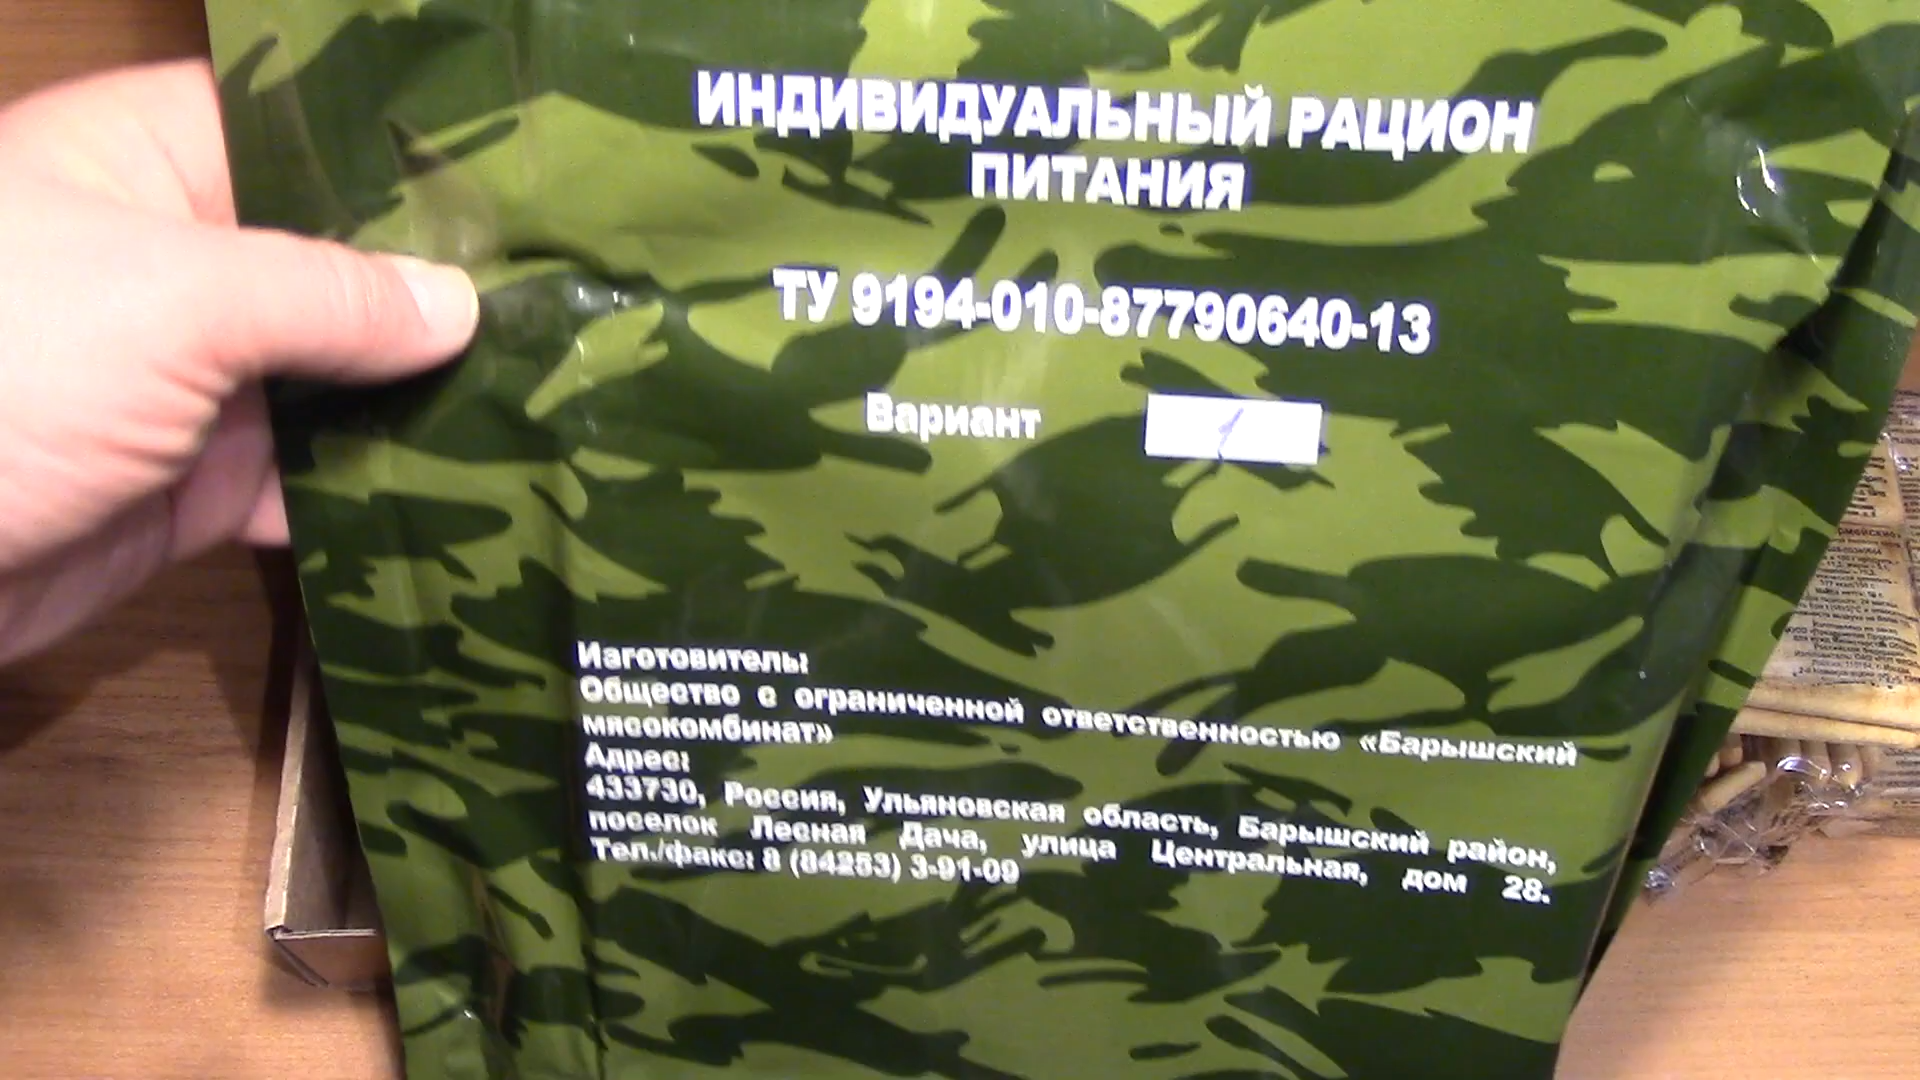 ИНДИВИДУАЛЬНЫЙ РАЦИОН
ПИТАНИЯ
ТУ 9194-010-87790640-13
Вариант 1
Изготовитель:
Общество с ограниченной ответственностью «Барышский
мясокомбинат»
Адрес:
433730, Россия, Ульяновская область, Барышский район,
поселок Лесная Дача, улица Центральная, дом 28.
Тел./факс: 8 (84253) 3-91-09